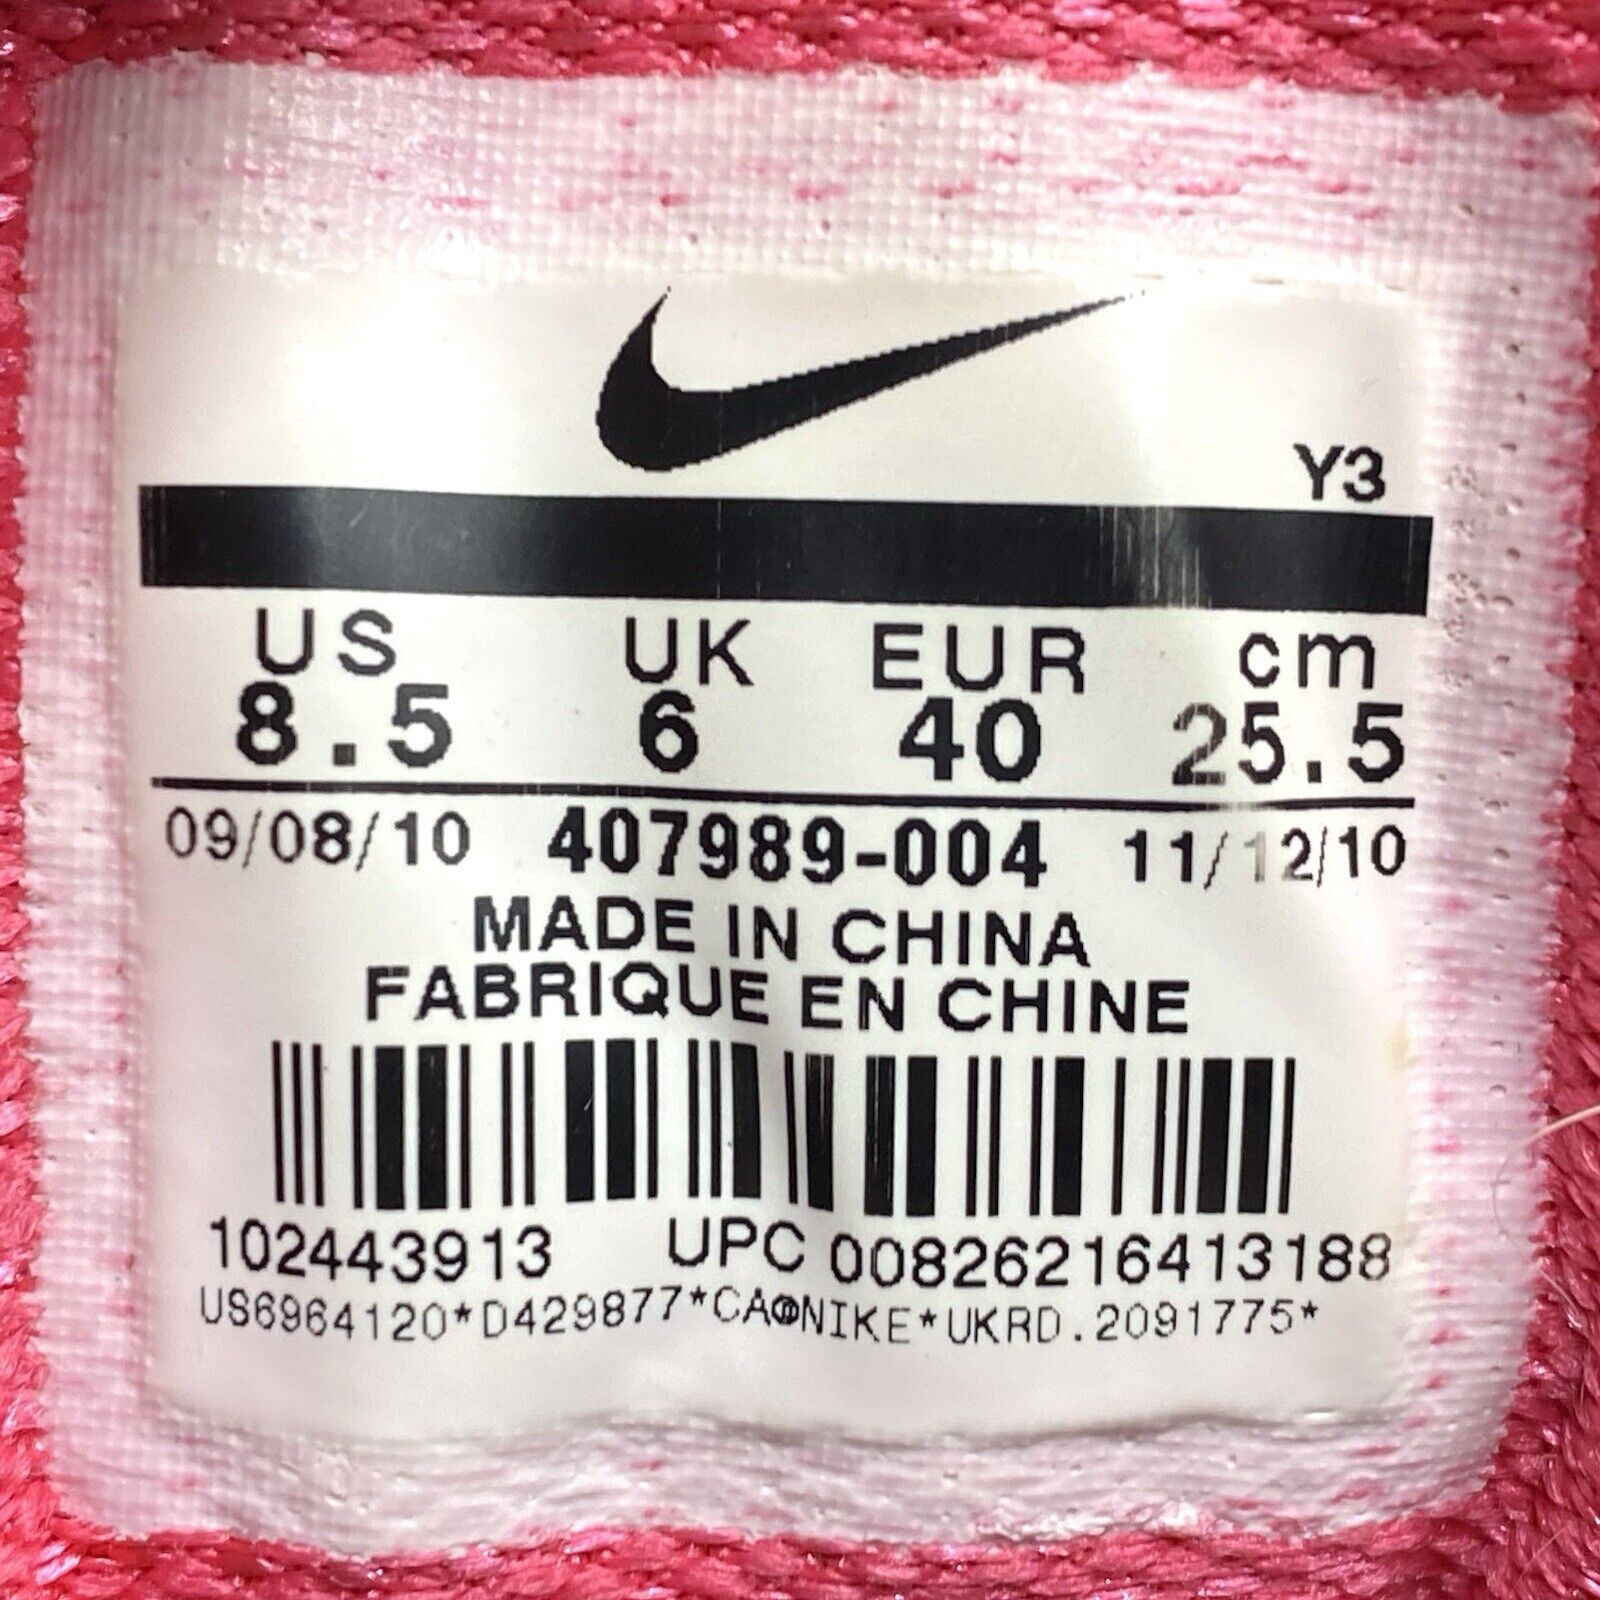 Y3
US UK EUR cm
8.5 6 40 25.5
09/08/10 407989-004 11/12/10
MADE IN CHINA
FABRIQUE EN CHINE
102443913 UPC 00826216413188
US6964120*D429877*CA®NIKE*UKRD.2091775*